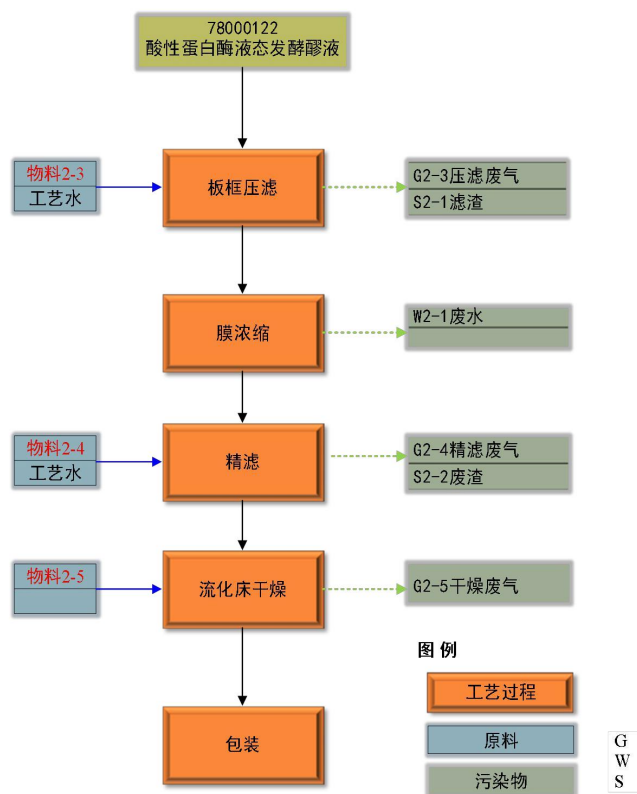 78000122
酸性蛋白酶液态发酵醪液
物料2-3
工艺水
板框压滤
G2-3压滤废气
S2-1滤渣
膜浓缩
W2-1废水
物料2-4
工艺水
精滤
G2-4精滤废气
S2-2废渣
物料2-5
流化床干燥
G2-5干燥废气
图例
工艺过程
包装
原料
污染物
G
W
S